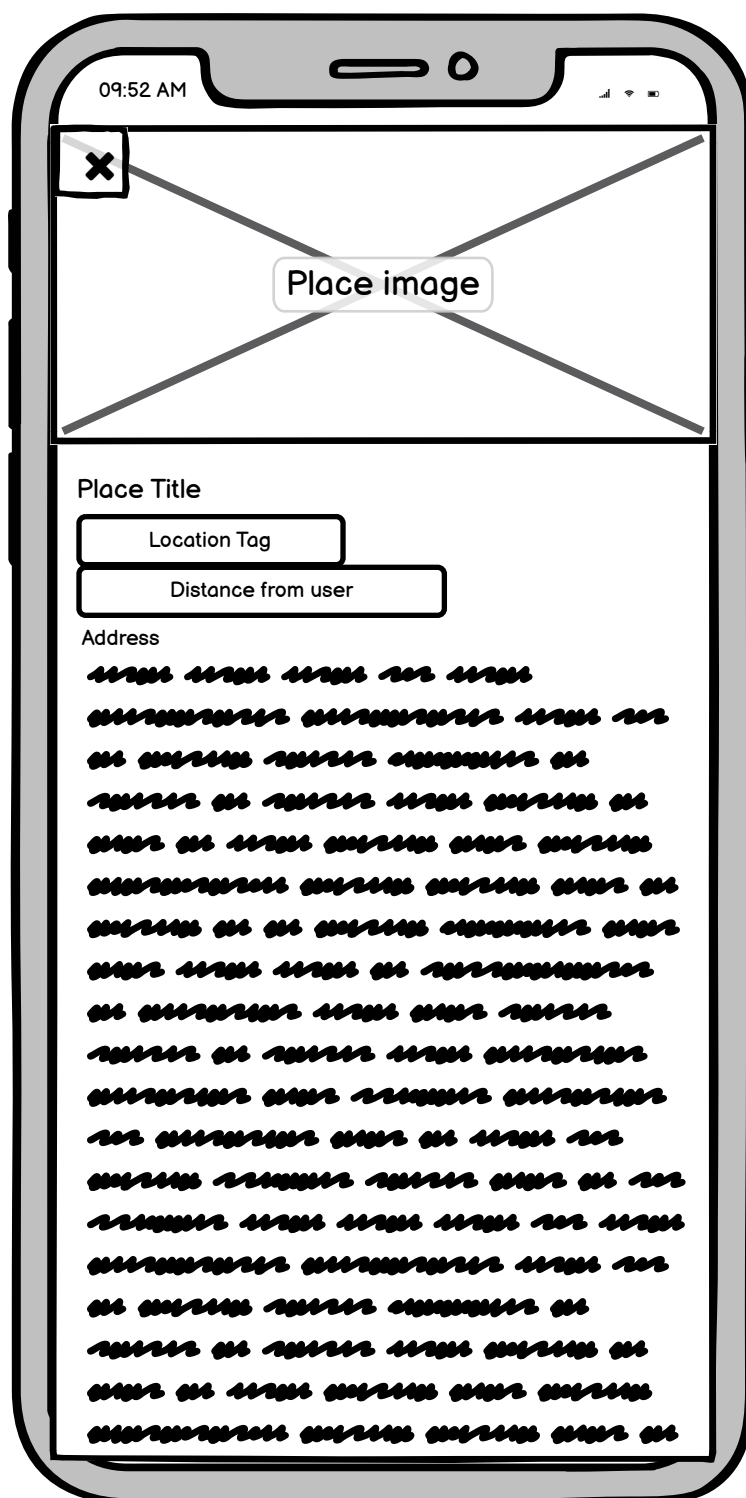 09:52 AM
Place image
Place Title
Location Tag
Distance from user
Address